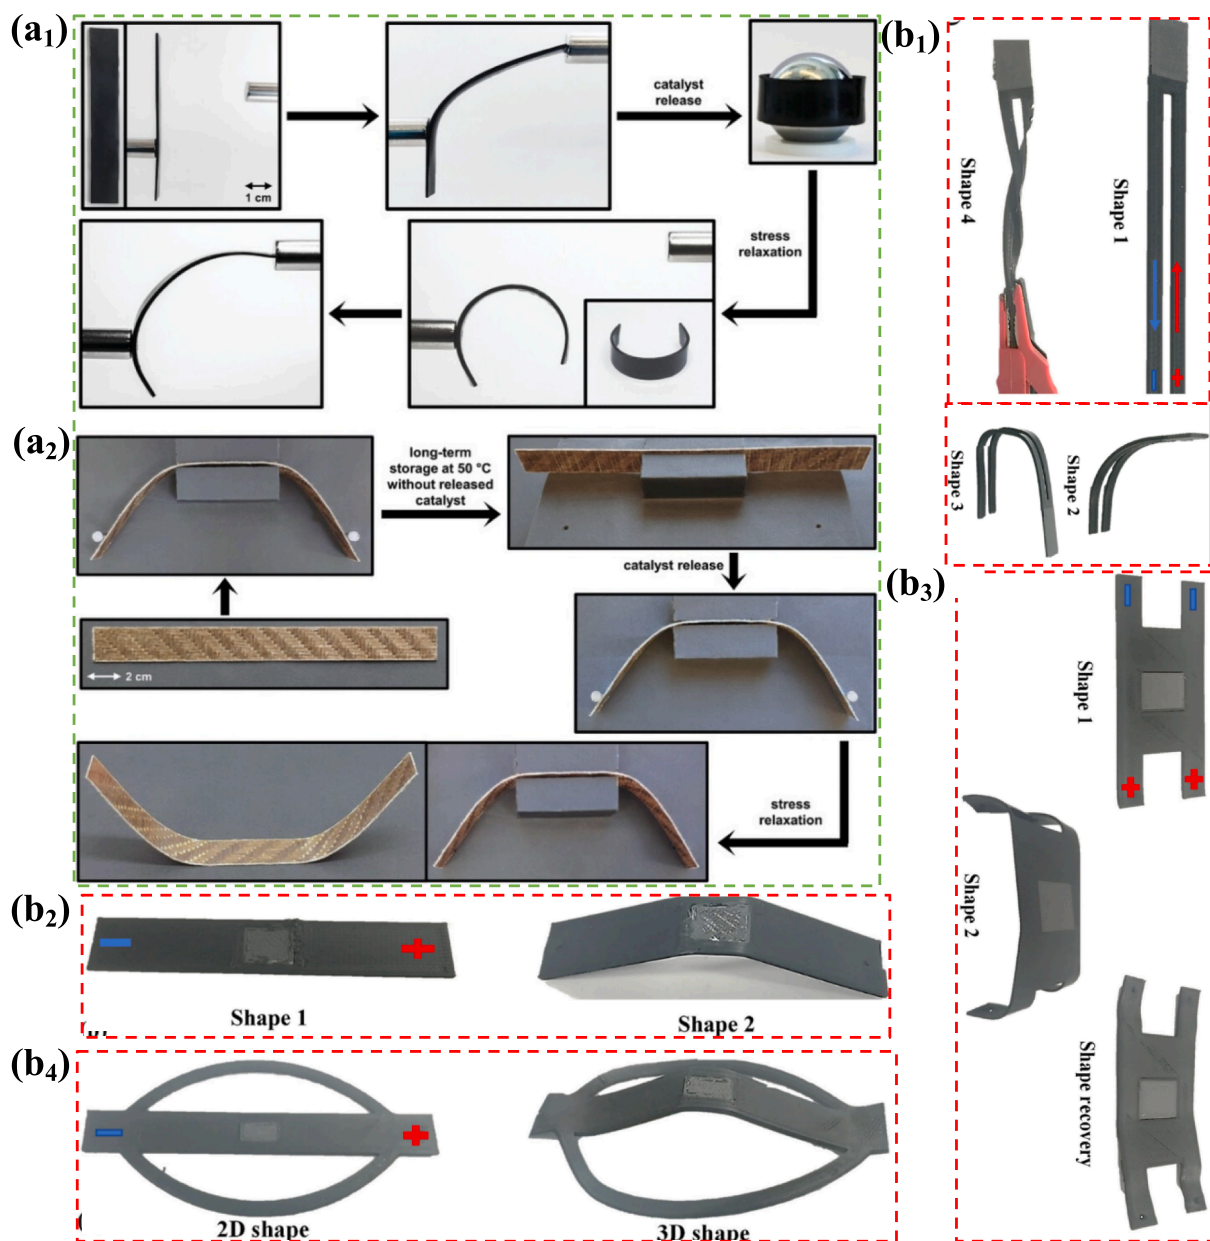 (a1)
1 cm
catalyst
release
stress
relaxation
(a2)
long-term
storage at 50 °C
without released
catalyst
catalyst release
2 cm
stress
relaxation
(b1)
Shape 4
Shape 1
Shape 3
Shape 2
(b2)
Shape 1
Shape 2
(b3)
Shape 1
Shape 2
Shape recovery
(b4)
2D shape
3D shape